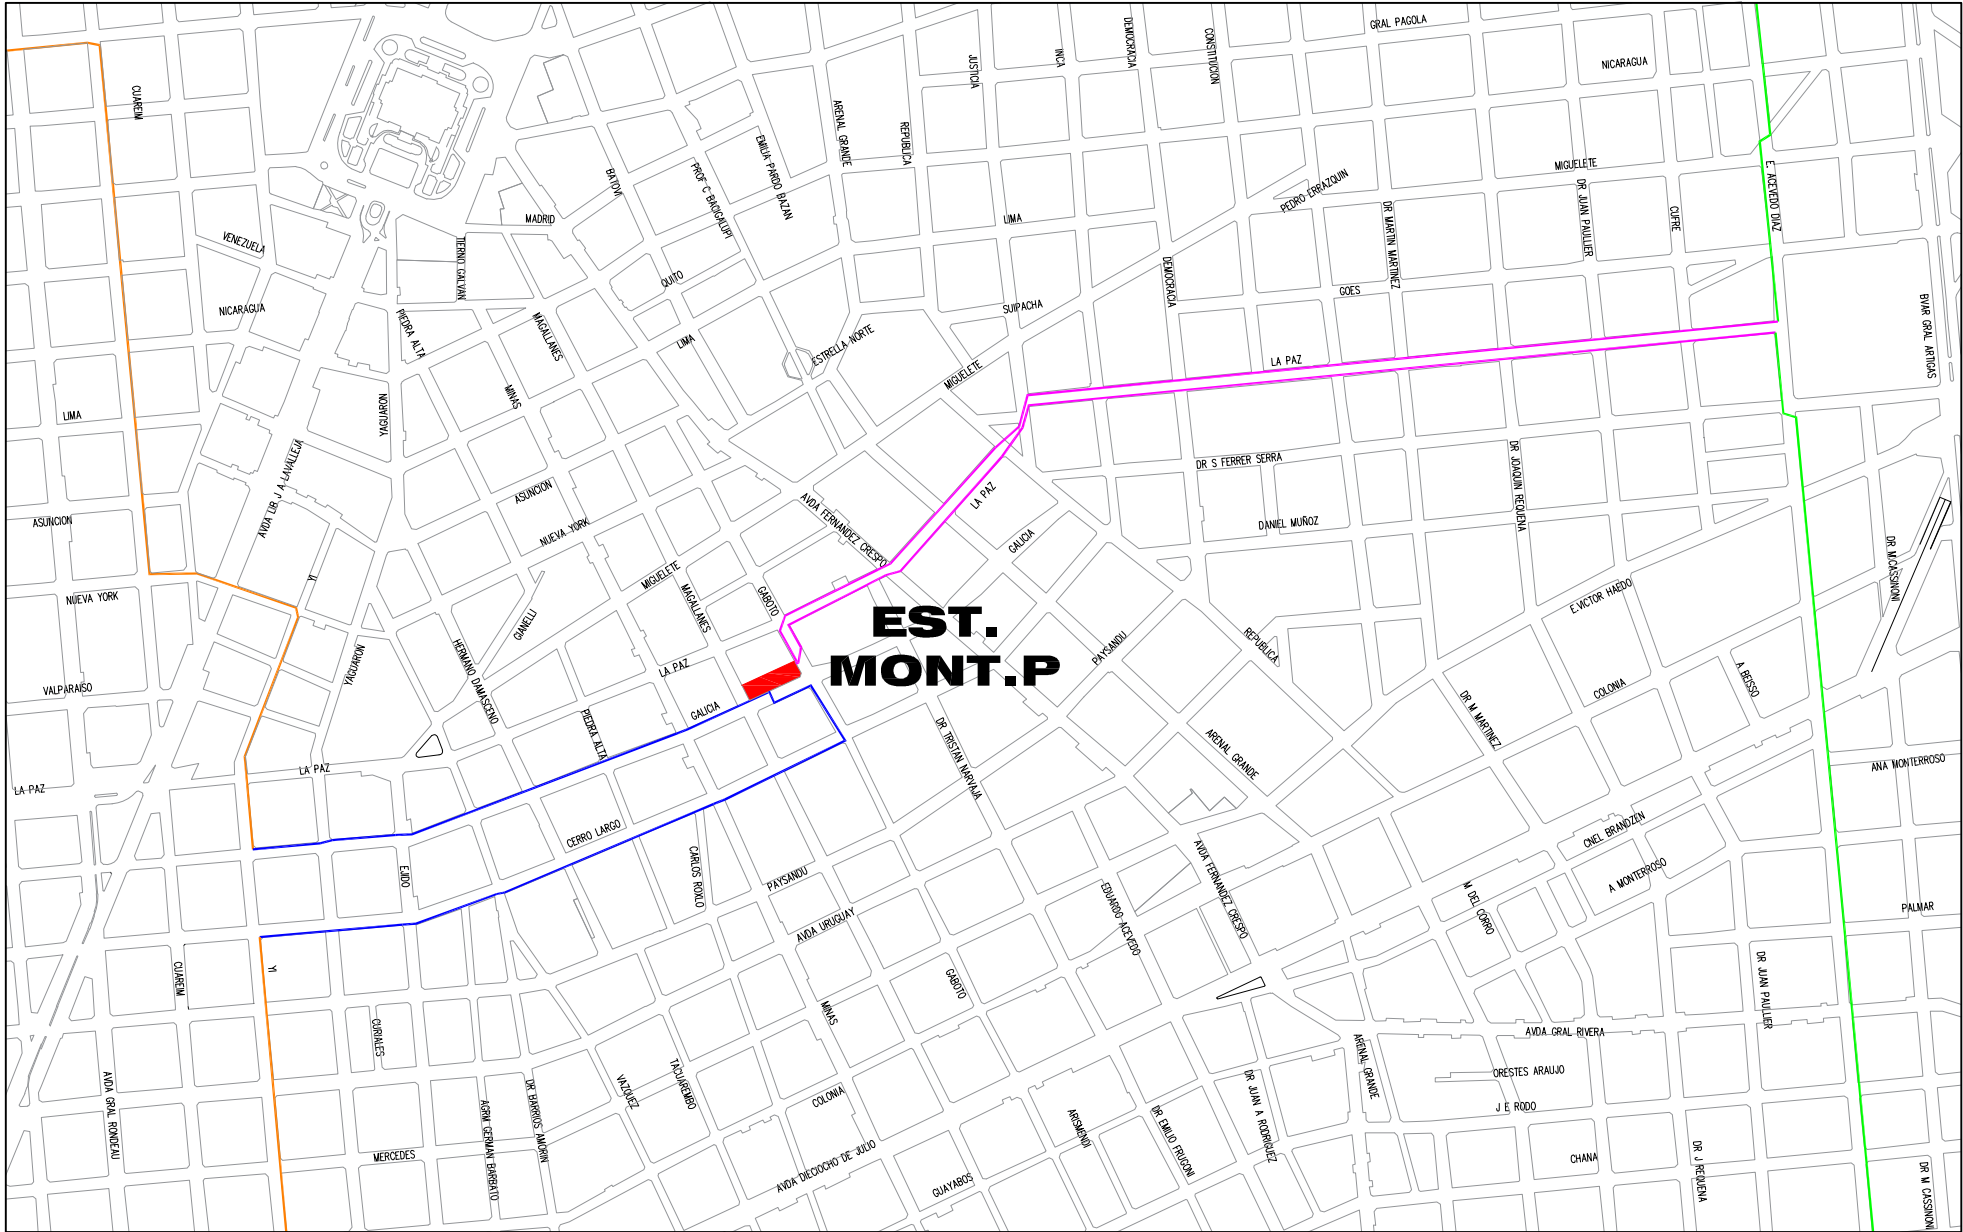 GRAL PAGOLA
DEMOCRACIA
CONSTITUCION
INCA
JUSTICIA
NICARAGUA
CUAREIM
ARENAL GRANDE
REPUBLICA
EMILIA PARDO BAZAN
PROF C BACIGALUPI
BATOVI
MIGUELETE
E. ACEVEDO DIAZ
PEDRO ERRAZQUIN
DR JUAN PAULLIER
CUFRE
DR MARTIN MARTINEZ
LIMA
MADRID
VENEZUELA
TIERNO GALVAN
QUITO
DEMOCRACIA
GOES
SUIPACHA
NICARAGUA
PIEDRA ALTA
MAGALLANES
LIMA
ESTRELLA NORTE
BVAR GRAL ARTIGAS
LA PAZ
MIGUELETE
MINAS
YAGUARON
LIMA
AVDA LIB J A LAVALLEJA
DR S FERRER SERRA
DR JOAQUIN REQUENA
ASUNCION
LA PAZ
AVDA FERNANDEZ CRESPO
ASUNCION
NUEVA YORK
GALICIA
DANIEL MUÑOZ
DR M CASSINONI
YI
MIGUELETE
MAGALLANES
GABOTO
NUEVA YORK
GIANELLI
E.VICTOR HAEDO
EST.
MONT.P
PAYSANDU
REPUBLICA
HERMANO DAMASCENO
YAGUARON
LA PAZ
VALPARAISO
A BEISSO
COLONIA
GALICIA
PIEDRA ALTA
DR TRISTAN NARVAJA
DR M MARTINEZ
ARENAL GRANDE
LA PAZ
LA PAZ
ANA MONTERROSO
CERRO LARGO
ONEL BRANDZEN
CARLOS ROXLO
EJIDO
PAYSANDU
AVDA FERNANDEZ CRESPO
A MONTERROSO
M DEL CORRO
EDUARDO ACEVEDO
PALMAR
AVDA URUGUAY
CUAREIM
YI
GABOTO
DR JUAN PAULLIER
MINAS
CURIALES
AVDA GRAL RIVERA
ARENAL GRANDE
ORESTES ARAUJO
AVDA GRAL RONDEAU
VAZQUEZ
TACUAREMBO
COLONIA
DR JUAN A RODRIGUEZ
J E RODO
DR BARRIOS AMORIN
AGRM GERMAN BARBATO
ARISMENDI
DR EMILIO FRUGONI
MERCEDES
AVDA DIECIOCHO DE JULIO
GUAYABOS
CHANA
DR J REQUENA
DR M CASSINONI